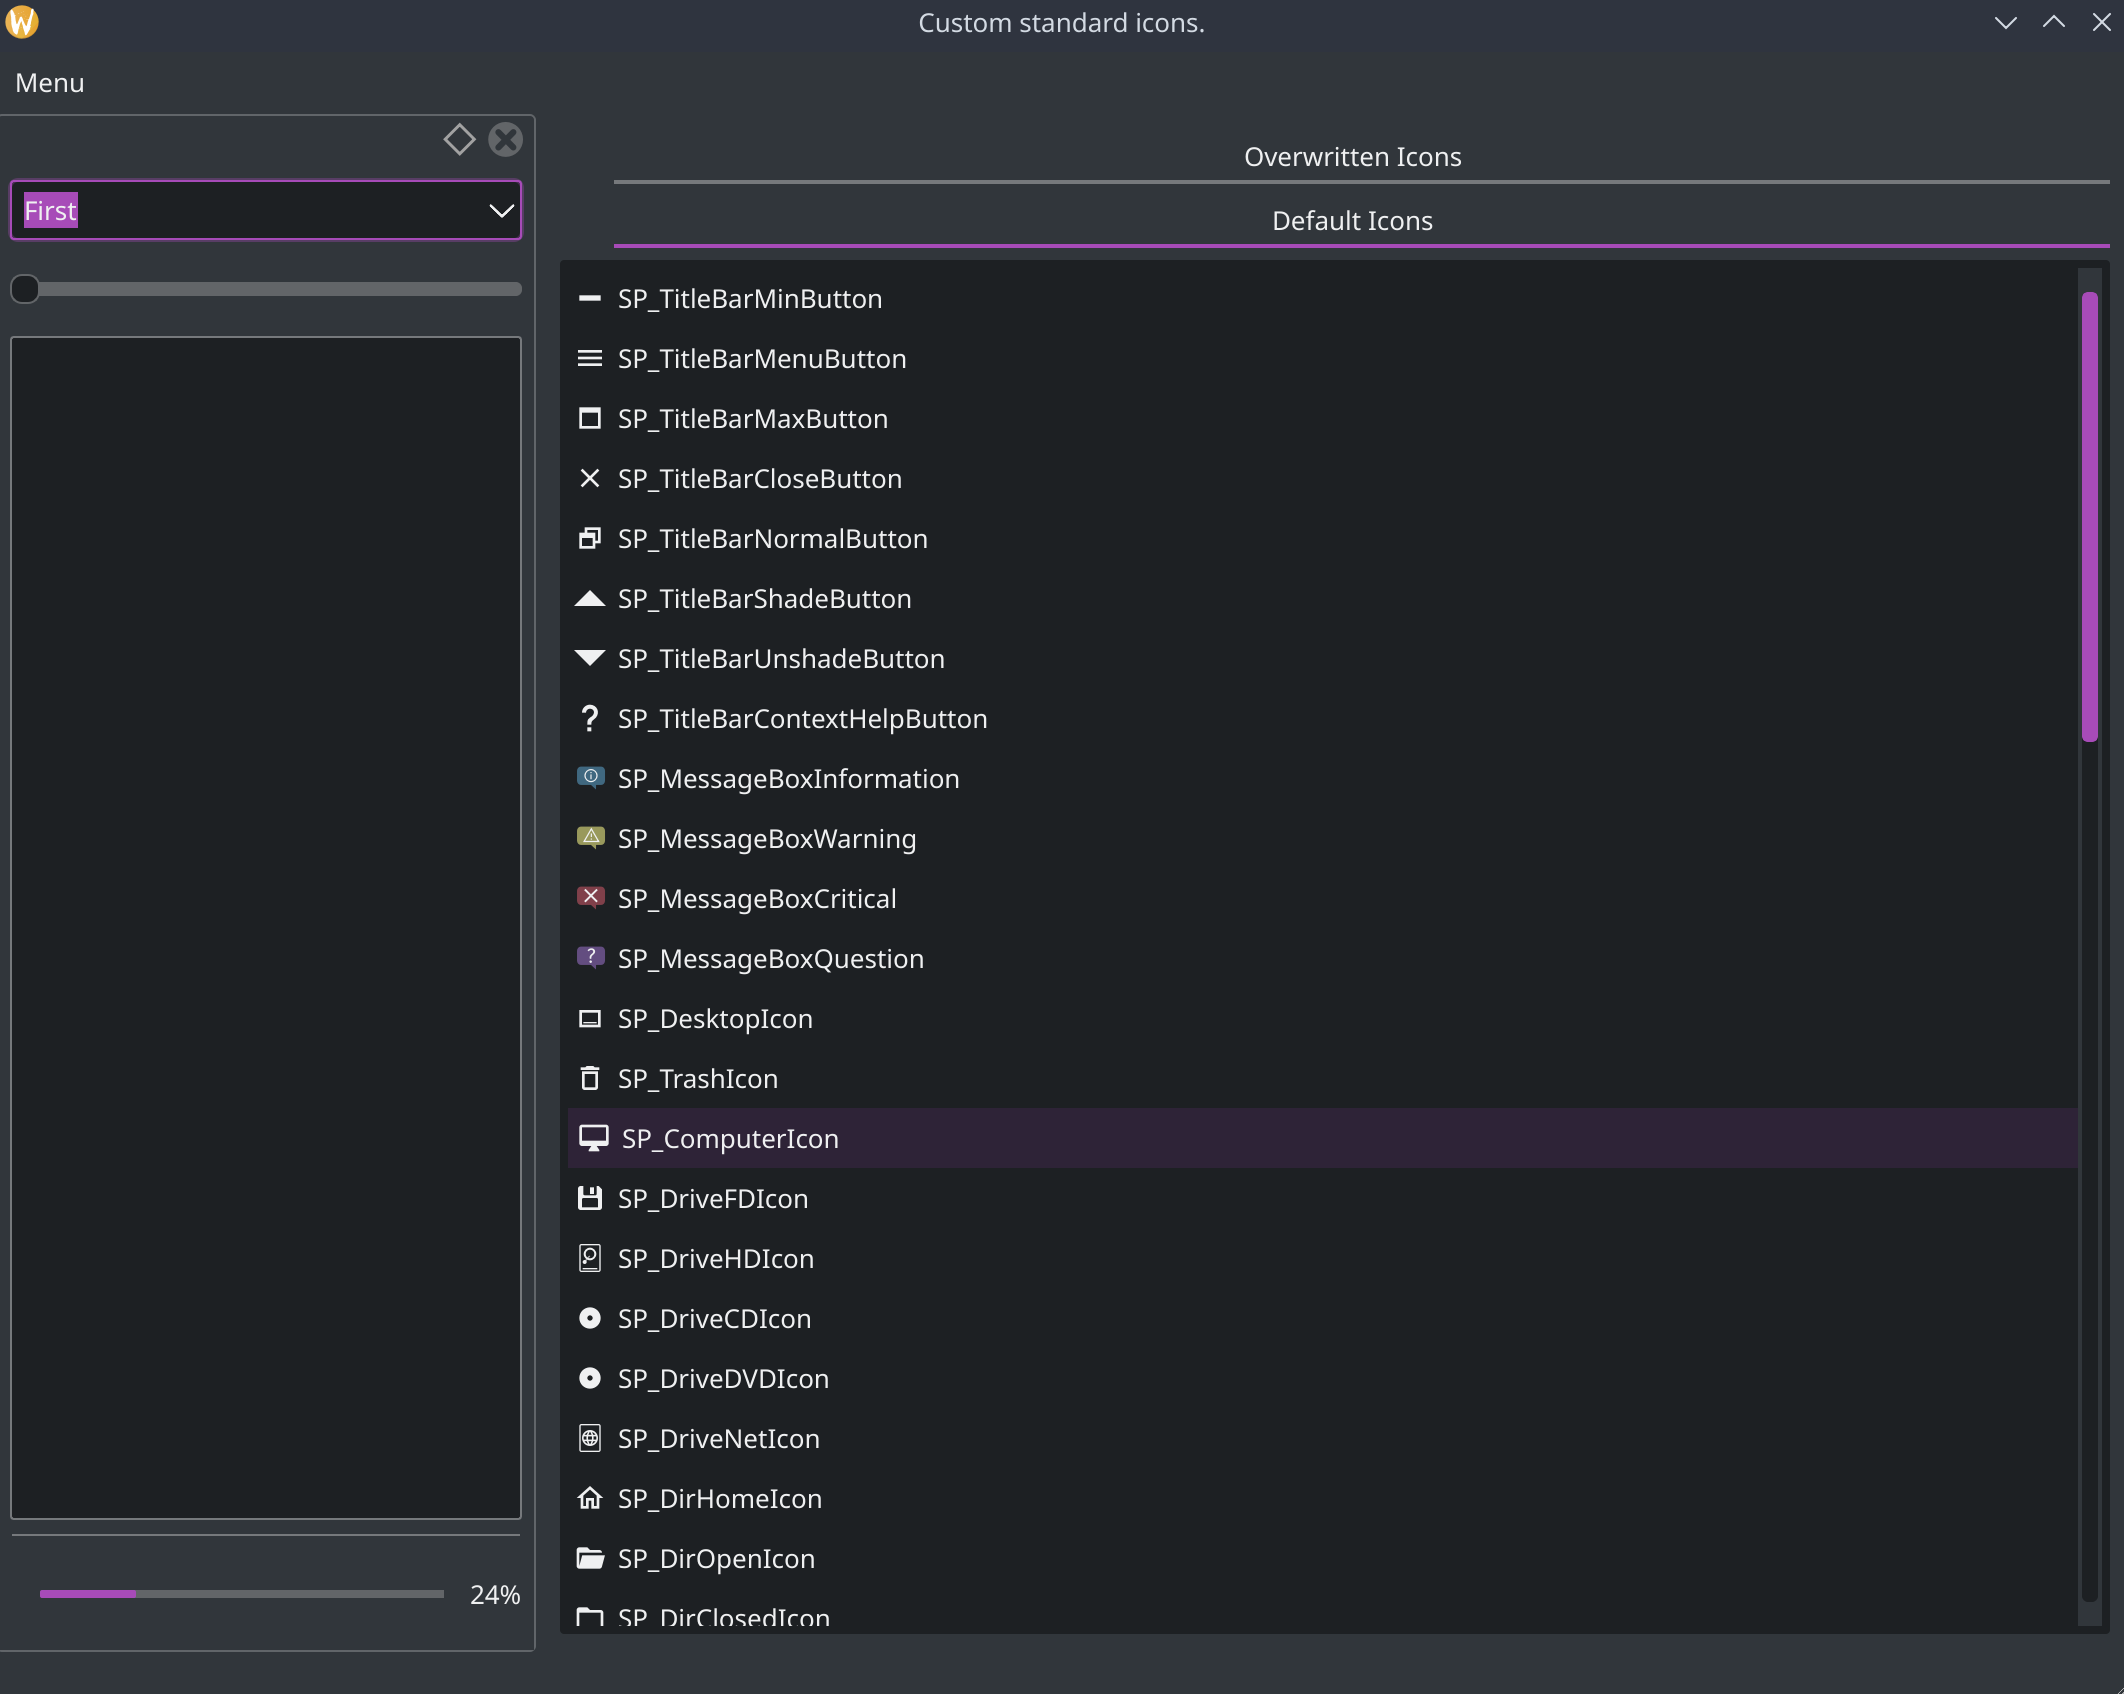 Custom standard icons.
Menu
First
24%
Overwritten Icons
Default Icons
SP_TitleBarMinButton
SP_TitleBarMenuButton
SP_TitleBarMaxButton
SP_TitleBarCloseButton
SP_TitleBarNormalButton
SP_TitleBarShadeButton
SP_TitleBarUnshadeButton
SP_TitleBarContextHelpButton
SP_MessageBoxInformation
SP_MessageBoxWarning
SP_MessageBoxCritical
SP_MessageBoxQuestion
SP_DesktopIcon
SP_TrashIcon
SP_ComputerIcon
SP_DriveFDIcon
SP_DriveHDIcon
SP_DriveCDIcon
SP_DriveDVDIcon
SP_DriveNetIcon
SP_DirHomeIcon
SP_DirOpenIcon
SP_DirClosedIcon